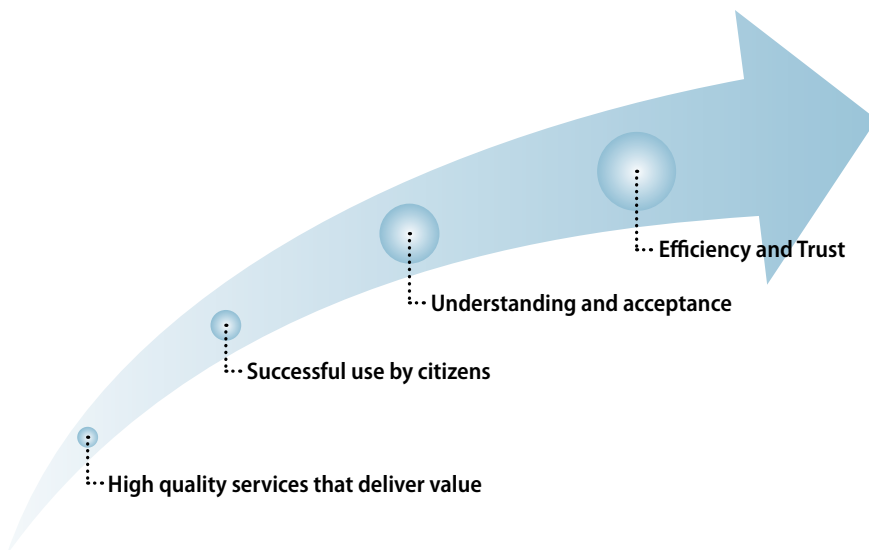 Efficiency and Trust
Understanding and acceptance
Successful use by citizens
High quality services that deliver value